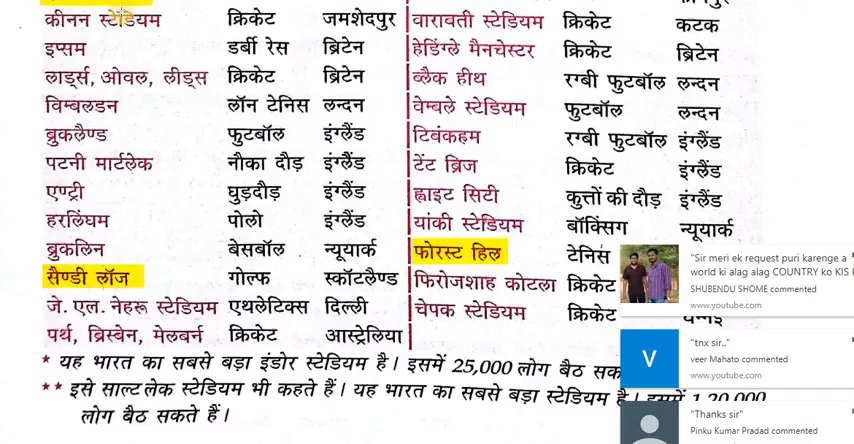 कीनन स्टेडियम क्रिकेट जमशेदपुर
इप्सम डर्बी रेस ब्रिटेन
लार्ड्स, ओवल, लीड्स क्रिकेट ब्रिटेन
विम्बलडन लॉन टेनिस लन्दन
ब्रुकलैण्ड फुटबॉल इंग्लैंड
पटनी मार्टलेक नौका दौड़ इंग्लैंड
एण्ट्री घुड़दौड़ इंग्लैंड
हरलिंघम पोलो इंग्लैंड
ब्रुकलिन बेसबॉल न्यूयार्क
सैण्डी लॉज गोल्फ स्कॉटलैण्ड
जे. एल. नेहरू स्टेडियम एथलेटिक्स दिल्ली
पर्थ, ब्रिस्बेन, मेलबर्न क्रिकेट आस्ट्रेलिया
वाराबती स्टेडियम क्रिकेट कटक
हेडिंग्ले मैनचेस्टर क्रिकेट ब्रिटेन
ब्लैक हीथ रग्बी फुटबॉल लन्दन
वेम्बले स्टेडियम फुटबॉल लन्दन
टिवंकहम रग्बी फुटबॉल इंग्लैंड
टेंट ब्रिज क्रिकेट इंग्लैंड
ह्वाइट सिटी कुत्तों की दौड़ इंग्लैंड
यांकी स्टेडियम बॉक्सिग न्यूयार्क
फोरस्ट हिल टेनिस
फिरोजशाह कोटला क्रिकेट
चेपक स्टेडियम क्रिकेट
* यह भारत का सबसे बड़ा इंडोर स्टेडियम है। इसमें 25,000 लोग बैठ सक
** इसे साल्ट लेक स्टेडियम भी कहते हैं। यह भारत का सबसे बड़ा स्टेडियम है। इसमें 1,20,000
लोग बैठ सकते हैं।
"Sir meri ek request puri karenge a
world ki alag alag COUNTRY ko KIS
SHUBENDU SHOME commented
www.youtube.com
V
"tnx sir.."
veer Mahato commented
www.youtube.com
"Thanks sir"
Pinku Kumar Pradad commented